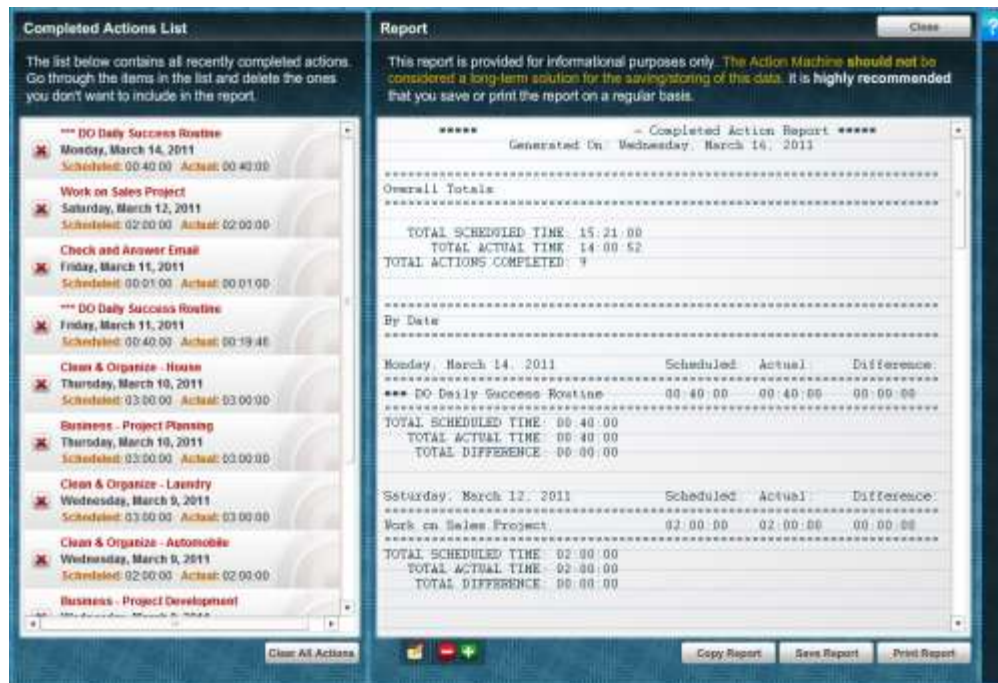 Completed Actions List
The list below contains all recently completed actions.
Go through the items in the list and delete the ones
you don't want to include in the report.
*** DO Daily Success Routine
Monday, March 14, 2011
Scheduled: 00:40:00 Actual: 00:40:00
Work on Sales Project
Saturday, March 12, 2011
Scheduled: 02:00:00 Actual: 02:00:00
Check and Answer Email
Friday, March 11, 2011
Scheduled: 00:01:00 Actual: 00:01:00
*** DO Daily Success Routine
Friday, March 11, 2011
Scheduled: 00:40:00 Actual: 00:19:46
Clean & Organize - House
Thursday, March 10, 2011
Scheduled: 03:00:00 Actual: 03:00:00
Business - Project Planning
Thursday, March 10, 2011
Scheduled: 03:00:00 Actual: 03:00:00
Clean & Organize - Laundry
Wednesday, March 9, 2011
Scheduled: 03:00:00 Actual: 03:00:00
Clean & Organize - Automobile
Wednesday, March 9, 2011
Scheduled: 02:00:00 Actual: 02:00:00
Business - Project Development
Clear All Actions
Report
Close
?
This report is provided for informational purposes only. The Action Machine should not be
considered a long-term solution for the saving/storing of this data. It is highly recommended
that you save or print the report on a regular basis.
***** - Completed Action Report *****
Generated On: Wednesday, March 16, 2011
Overall Totals
TOTAL SCHEDULED TIME: 15:21:00
TOTAL ACTUAL TIME: 14:00:52
TOTAL ACTIONS COMPLETED: 9
By Date
Monday, March 14, 2011 Scheduled: Actual: Difference:
*** DO Daily Success Routine 00:40:00 00:40:00 00:00:00
TOTAL SCHEDULED TIME: 00:40:00
TOTAL ACTUAL TIME: 00:40:00
TOTAL DIFFERENCE: 00:00:00
Saturday, March 12, 2011 Scheduled: Actual: Difference:
Work on Sales Project 02:00:00 02:00:00 00:00:00
TOTAL SCHEDULED TIME: 02:00:00
TOTAL ACTUAL TIME: 02:00:00
TOTAL DIFFERENCE: 00:00:00
Copy Report Save Report Print Report